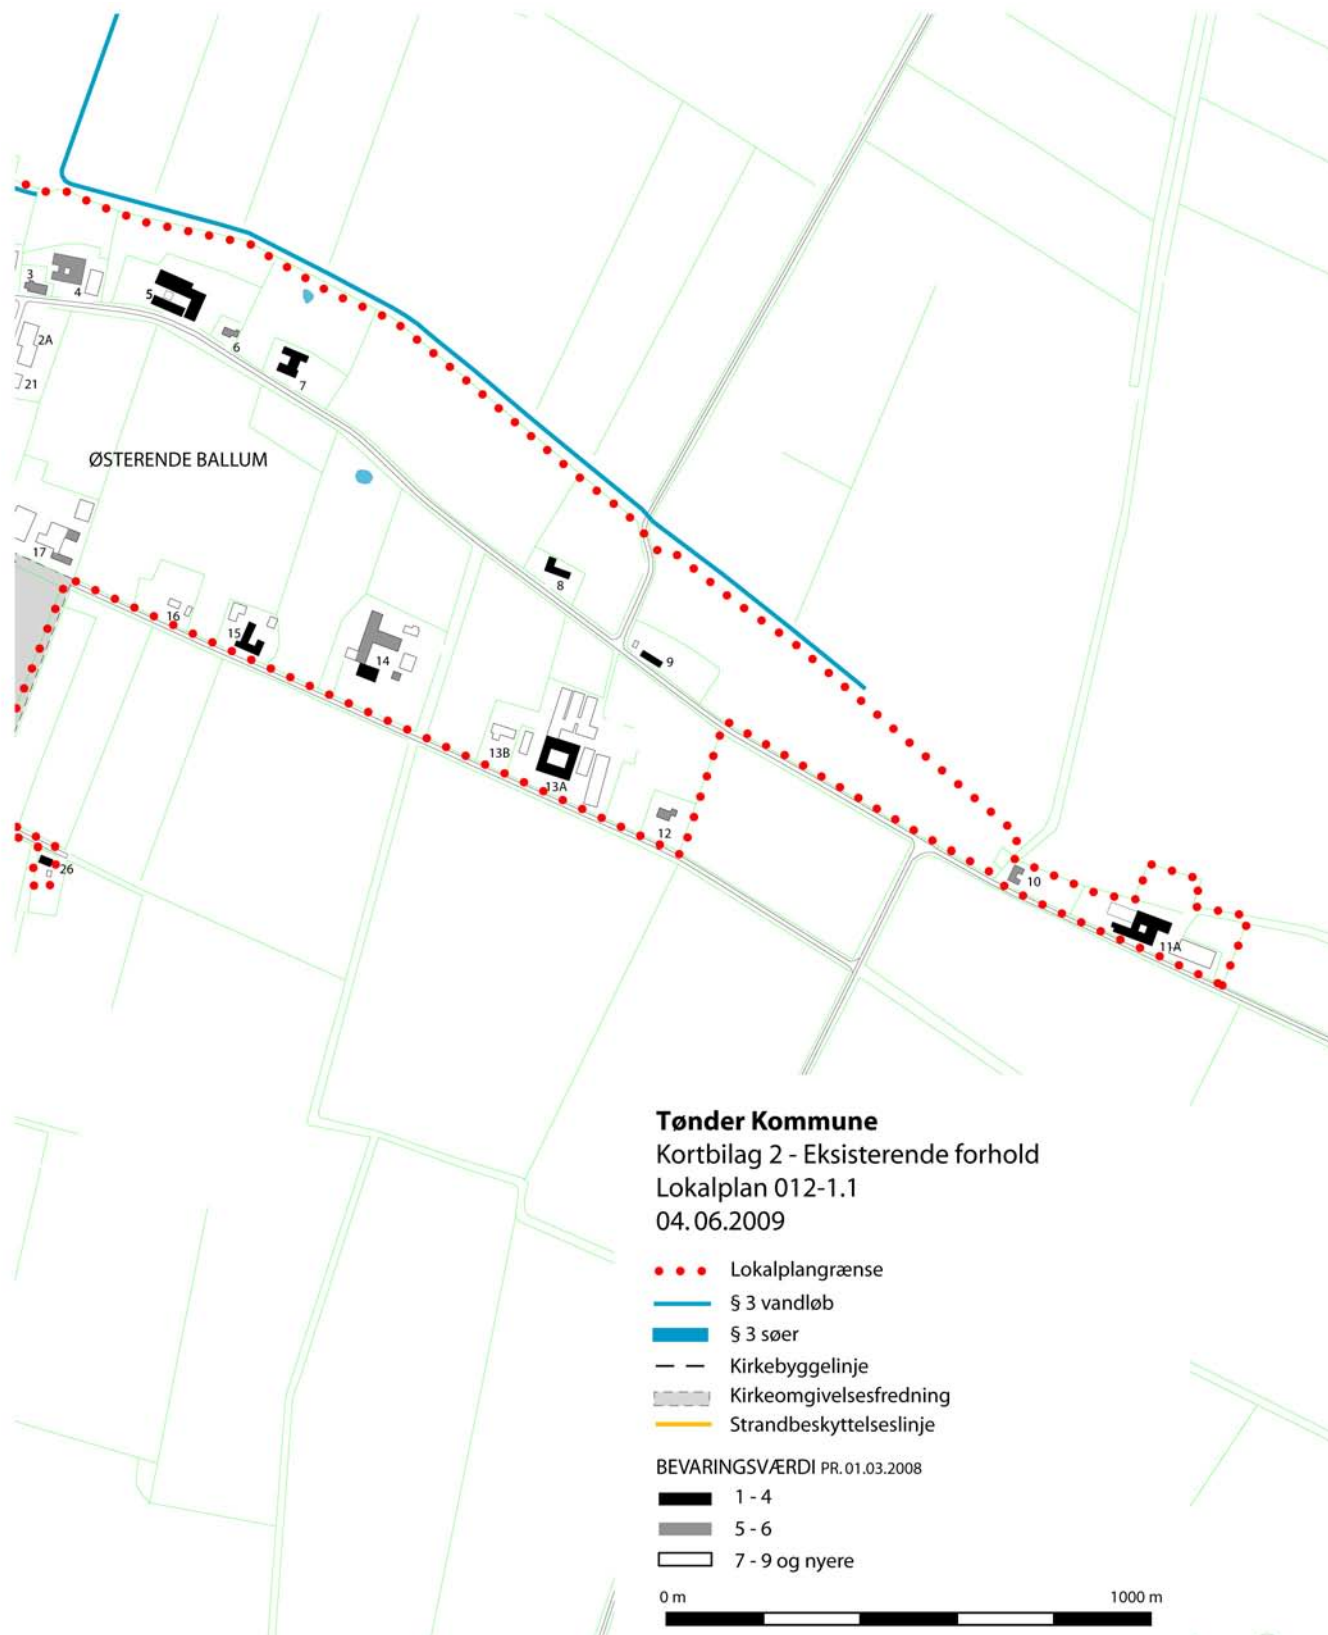 3
4
5
6
7
2A
21
ØSTERENDE BALLUM
17
8
16
15
14
9
13B
13A
12
26
10
11A
Tønder Kommune
Kortbilag 2 - Eksisterende forhold
Lokalplan 012-1.1
04.06.2009
Lokalplangrænse
§ 3 vandløb
§ 3 søer
Kirkebyggelinje
Kirkeomgivelsesfredning
Strandbeskyttelseslinje
BEVARINGSVÆRDI PR. 01.03.2008
1 - 4
5 - 6
7 - 9 og nyere
0 m 1000 m